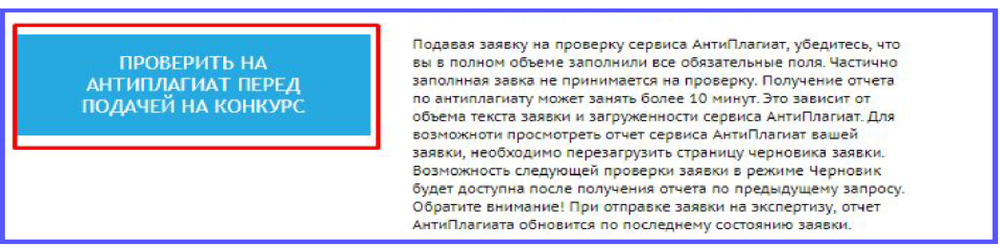 ПРОВЕРИТЬ НА
АНТИПЛАГИАТ ПЕРЕД
ПОДАЧЕЙ НА КОНКУРС
Подавая заявку на проверку сервиса АнтиПлагиат, убедитесь, что
вы в полном объеме заполнили все обязательные поля. Частично
заполнная завка не принимается на проверку. Получение отчета
по антиплагиату может занять более 10 минут. Это зависит от
объема текста заявки и загруженности сервиса АнтиПлагиат. Для
возможноти просмотреть отчет сервиса АнтиПлагиат вашей
заявки, необходимо перезагрузить страницу черновика заявки.
Возможность следующей проверки заявки в режиме Черновик
будет доступна после получения отчета по предыдущему запросу.
Обратите внимание! При отправке заявки на экспертизу, отчет
АнтиПлагиата обновится по последнему состоянию заявки.